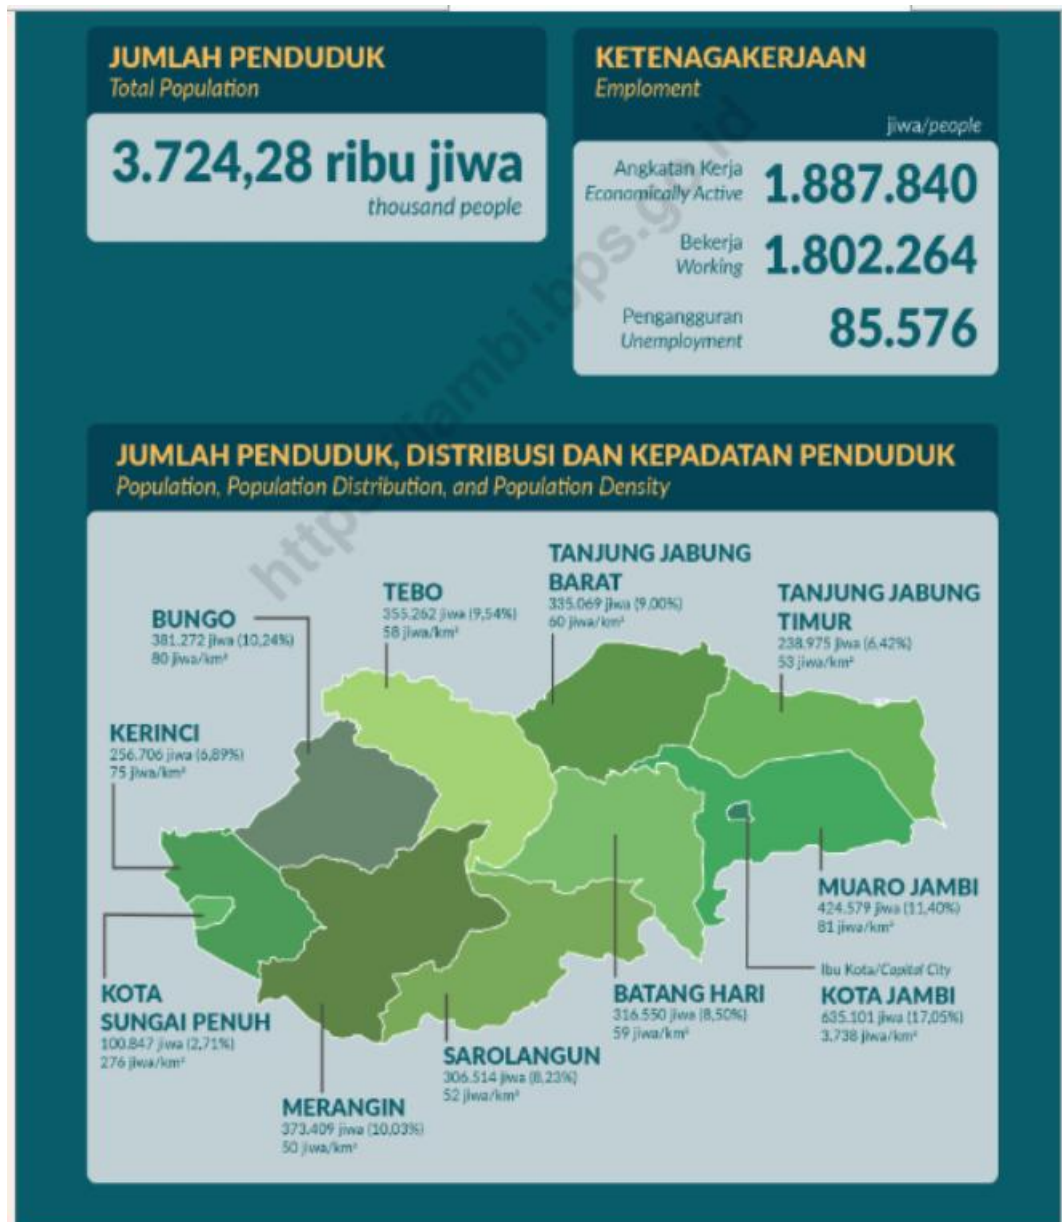 JUMLAH PENDUDUK
Total Population
3.724,28 ribu jiwa
thousand people
KETENAGAKERJAAN
Emploment
jiwa/people
Angkatan Kerja
Economically Active
1.887.840
Bekerja
Working
1.802.264
Pengangguran
Unemployment
85.576
JUMLAH PENDUDUK, DISTRIBUSI DAN KEPADATAN PENDUDUK
Population, Population Distribution, and Population Density
TANJUNG JABUNG
BARAT
335.069 jiwa (9,00%)
60 jiwa/km²
TEBO
355.262 jiwa (9,54%)
58 jiwa/km²
TANJUNG JABUNG
TIMUR
238.975 jiwa (6,42%)
53 jiwa/km²
BUNGO
381.272 jiwa (10,24%)
80 jiwa/km²
KERINCI
256.706 jiwa (6,89%)
75 jiwa/km²
MUARO JAMBI
424.579 jiwa (11,40%)
81 jiwa/km²
Ibu Kota/Capital City
KOTA JAMBI
635.101 jiwa (17,05%)
3.738 jiwa/km²
KOTA
SUNGAI PENUH
100.847 jiwa (2,71%)
276 jiwa/km²
BATANG HARI
316.550 jiwa (8,50%)
59 jiwa/km²
SAROLANGUN
306.514 jiwa (8,23%)
52 jiwa/km²
MERANGIN
373.409 jiwa (10,03%)
50 jiwa/km²